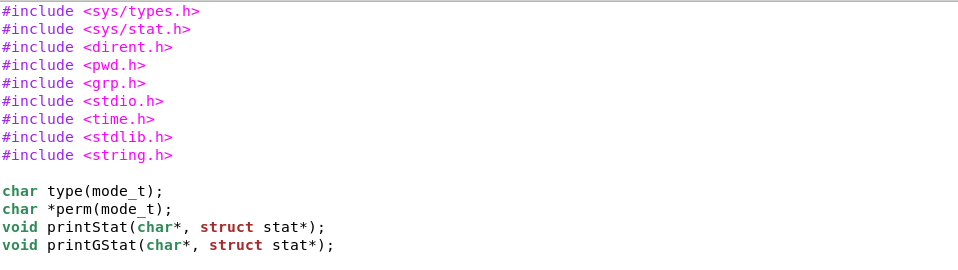 #include <sys/types.h>
#include <sys/stat.h>
#include <dirent.h>
#include <pwd.h>
#include <grp.h>
#include <stdio.h>
#include <time.h>
#include <stdlib.h>
#include <string.h>
char type(mode_t);
char *perm(mode_t);
void printStat(char*, struct stat*);
void printGStat(char*, struct stat*);